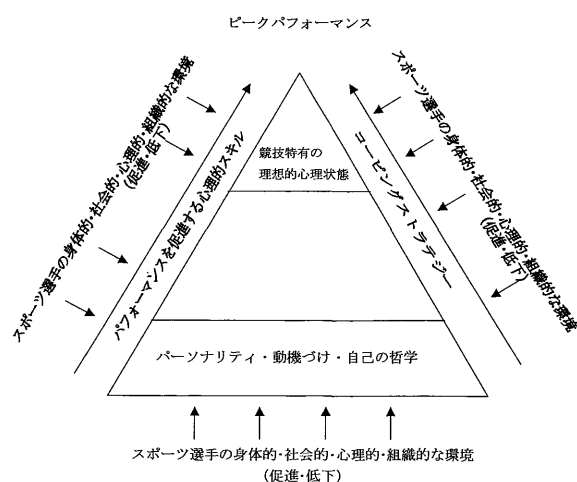 ピークパフォーマンス
スポーツ選手の身体的・社会的・心理的・組織的な環境
(促進・低下)
パフォーマンスを促進する心理的スキル
競技特有の
理想的心理状態
コーピングストラテジー
スポーツ選手の身体的・社会的・心理的・組織的な環境
(促進・低下)
パーソナリティ・動機づけ・自己の哲学
スポーツ選手の身体的・社会的・心理的・組織的な環境
(促進・低下)